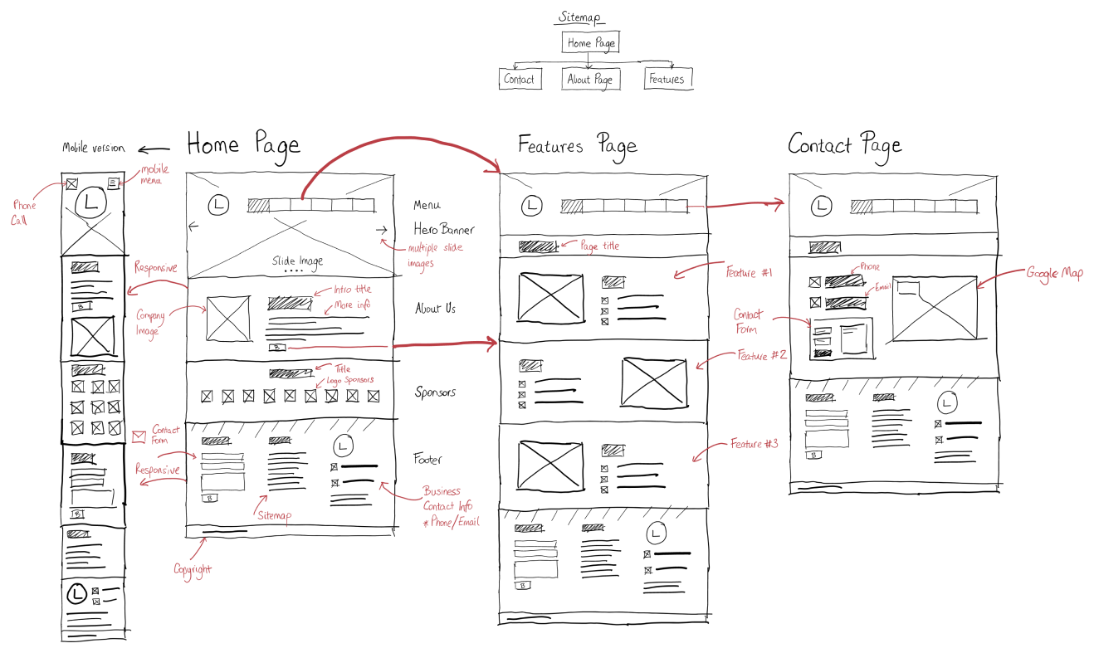 Sitemap
Home Page
Contact
About Page
Features
Mobile version
Home Page
Features Page
Contact Page
Phone
Call
mobile
menu
L
Responsive
Company
Image
Contact
Form
Responsive
B
B
L
L
Slide Image
Intro title
More info
B
Title
Logo Sponsors
L
B
Sitemap
Copyright
Menu
Hero Banner
multiple slide
images
About Us
Sponsors
Footer
Business
Contact Info
* Phone/Email
L
Page title
Feature #1
Feature #2
Feature #3
L
B
L
Phone
Email
Google Map
Contact
Form
L
B